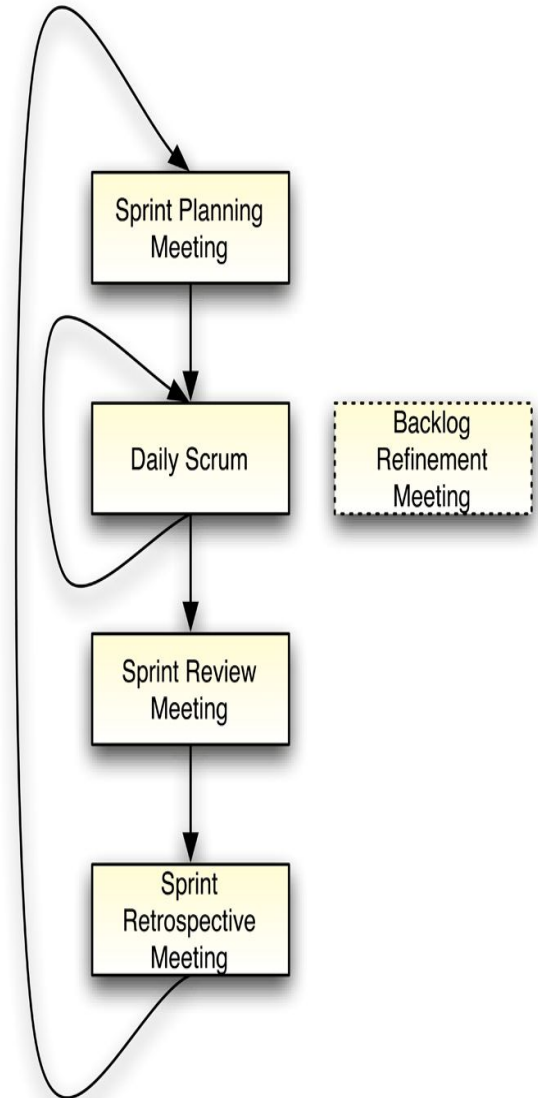 Sprint Planning
Meeting
Daily Scrum
Backlog
Refinement
Meeting
Sprint Review
Meeting
Sprint
Retrospective
Meeting